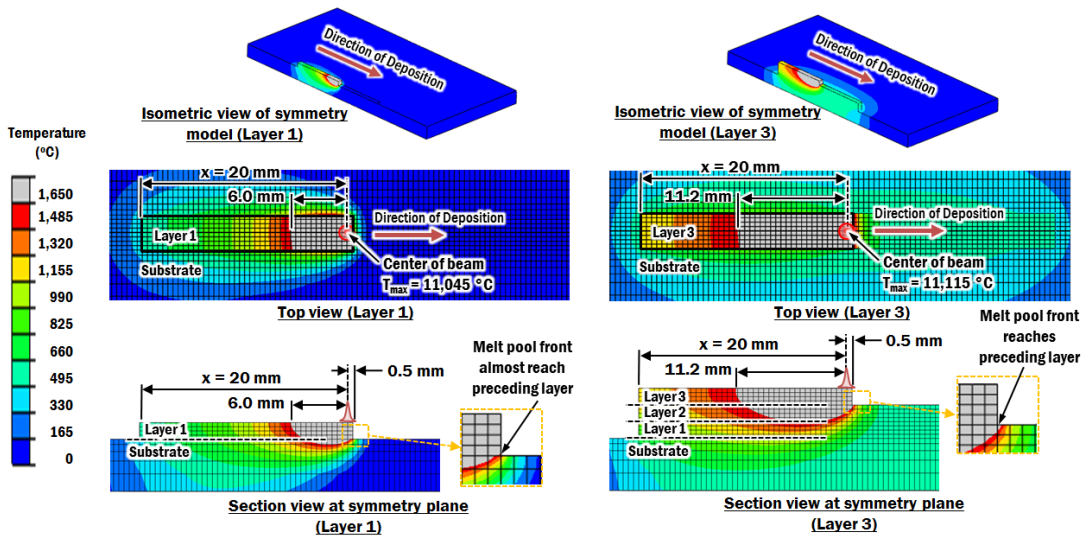 Direction of Deposition
Isometric view of symmetry
model (Layer 1)
Direction of Deposition
Isometric view of symmetry
model (Layer 3)
Temperature
(ºC)
1,650
1,485
1,320
1,155
990
825
660
495
330
165
0
x = 20 mm
6.0 mm
Direction of Deposition
Layer 1
Substrate
Center of beam
Tmax = 11,045 °C
Top view (Layer 1)
x = 20 mm
11.2 mm
Direction of Deposition
Layer 3
Substrate
Center of beam
Tmax = 11,115 °C
Top view (Layer 3)
x = 20 mm
0.5 mm
6.0 mm
Layer 1
Substrate
Melt pool front
almost reach
preceding layer
Section view at symmetry plane
(Layer 1)
x = 20 mm
0.5 mm
11.2 mm
Layer3
Layer2
Layer 1
Substrate
Melt pool front
reaches
preceding layer
Section view at symmetry plane
(Layer 3)